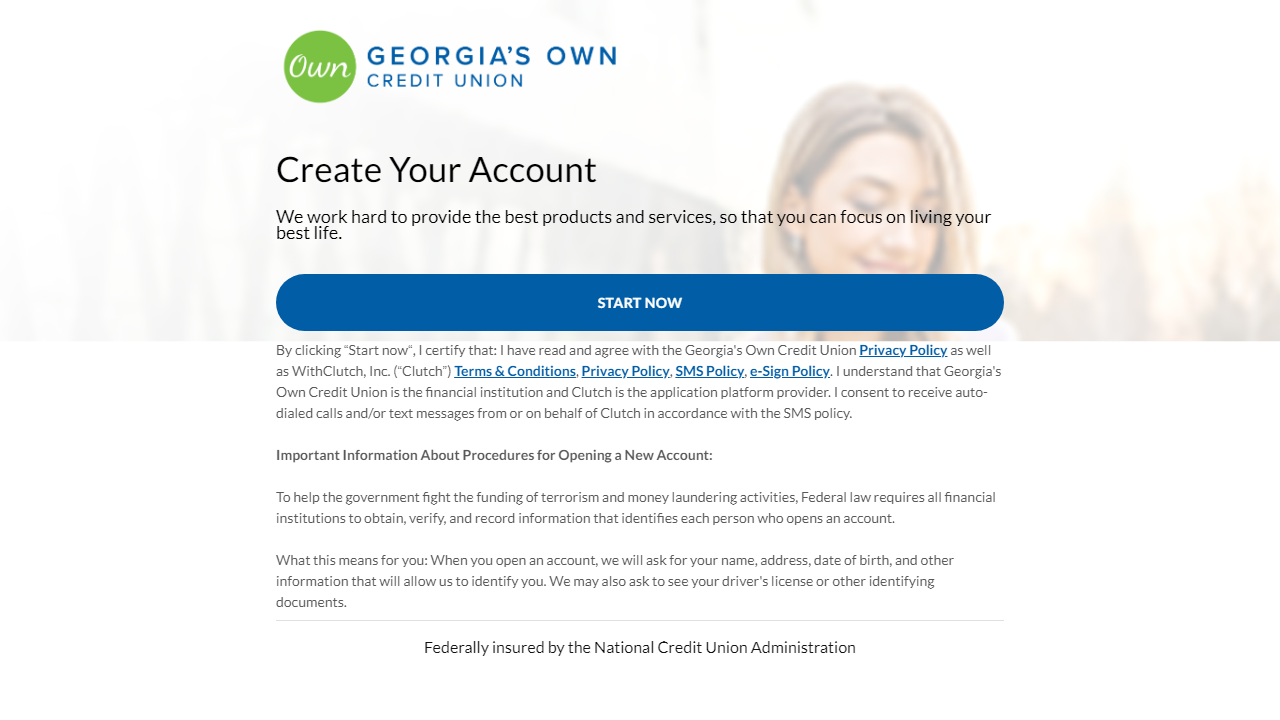 Own
GEORGIA'S OWN
CREDIT UNION
Create Your Account
We work hard to provide the best products and services, so that you can focus on living your
best life.
START NOW
By clicking “Start now“, I certify that: I have read and agree with the Georgia's Own Credit Union Privacy Policy as well
as WithClutch, Inc. (“Clutch”) Terms & Conditions, Privacy Policy, SMS Policy, e-Sign Policy. I understand that Georgia's
Own Credit Union is the financial institution and Clutch is the application platform provider. I consent to receive auto-
dialed calls and/or text messages from or on behalf of Clutch in accordance with the SMS policy.
Important Information About Procedures for Opening a New Account:
To help the government fight the funding of terrorism and money laundering activities, Federal law requires all financial
institutions to obtain, verify, and record information that identifies each person who opens an account.
What this means for you: When you open an account, we will ask for your name, address, date of birth, and other
information that will allow us to identify you. We may also ask to see your driver's license or other identifying
documents.
Federally insured by the National Credit Union Administration